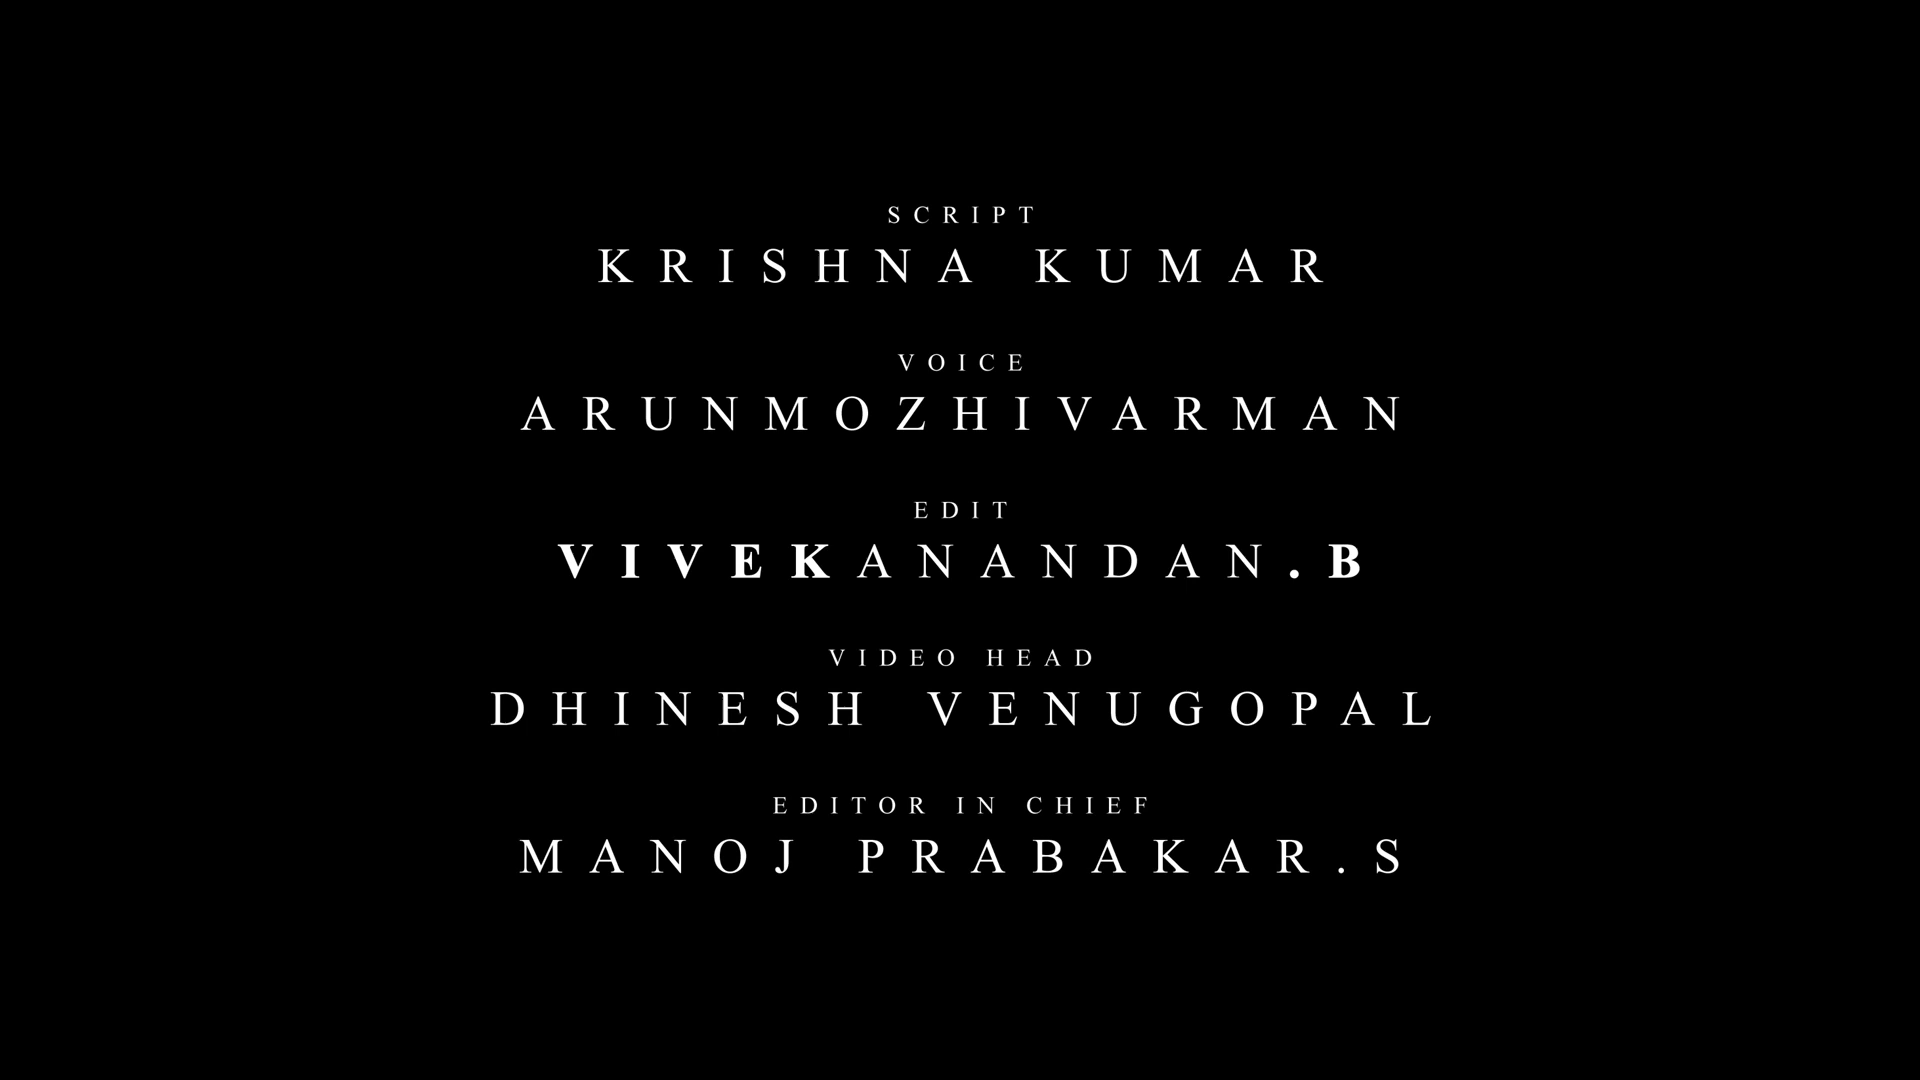 SCRIPT
KRISHNA KUMAR
VOICE
ARUNMOZHIVARMAN
EDIT
VIVEKANANDAN.B
VIDEO HEAD
DHINESH VENUGOPAL
EDITOR IN CHIEF
MANOJ PRABAKAR.S